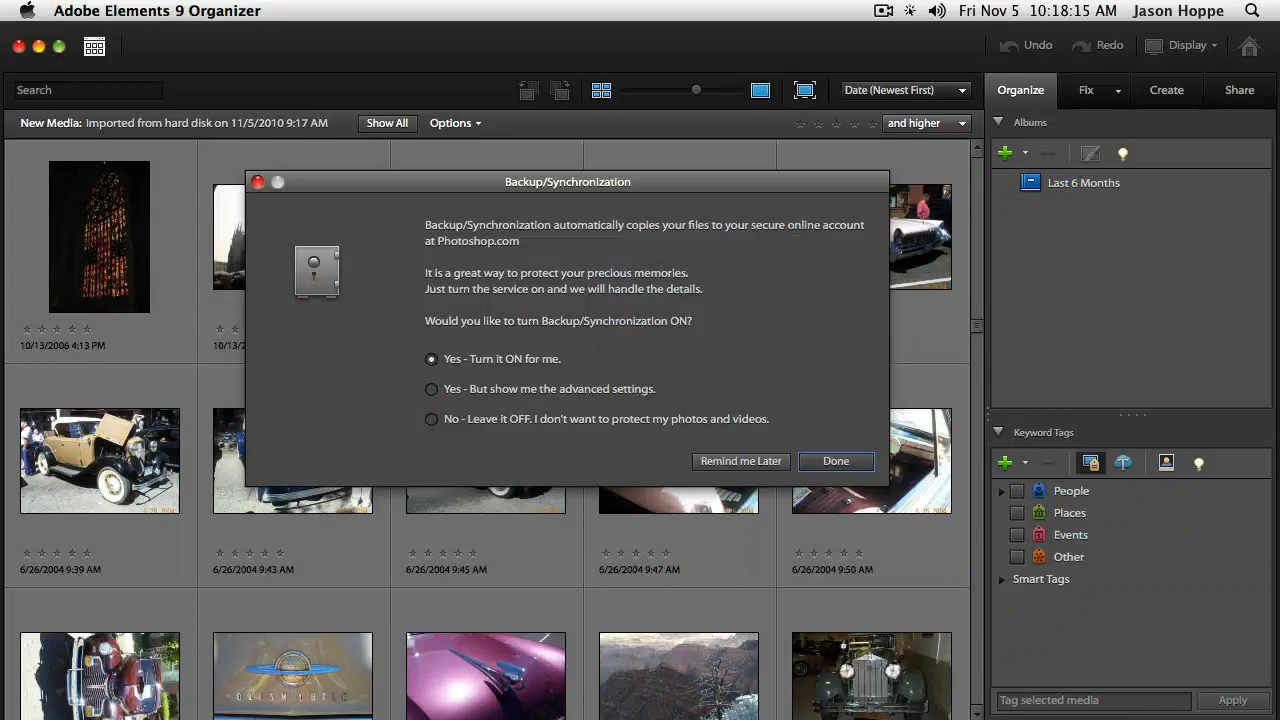 Adobe Elements 9 Organizer
Fri Nov 5 10:18:15 AM Jason Hoppe
Undo Redo Display
Search
Date (Newest First)
Organize Fix Create Share
New Media: Imported from hard disk on 11/5/2010 9:17 AM Show All Options
and higher
Albums
Last 6 Months
Backup/Synchronization
Backup/Synchronization automatically copies your files to your secure online account
at Photoshop.com
It is a great way to protect your precious memories.
Just turn the service on and we will handle the details.
Would you like to turn Backup/Synchronization ON?
Yes - Turn it ON for me.
Yes - But show me the advanced settings.
No - Leave it OFF. I don't want to protect my photos and videos.
Remind me Later Done
10/13/2006 4:13 PM
10/13/2
Keyword Tags
People
Places
Events
Other
Smart Tags
6/26/2004 9:39 AM
6/26/2004 9:43 AM
6/26/2004 9:45 AM
6/26/2004 9:47 AM
6/26/2004 9:50 AM
Tag selected media Apply